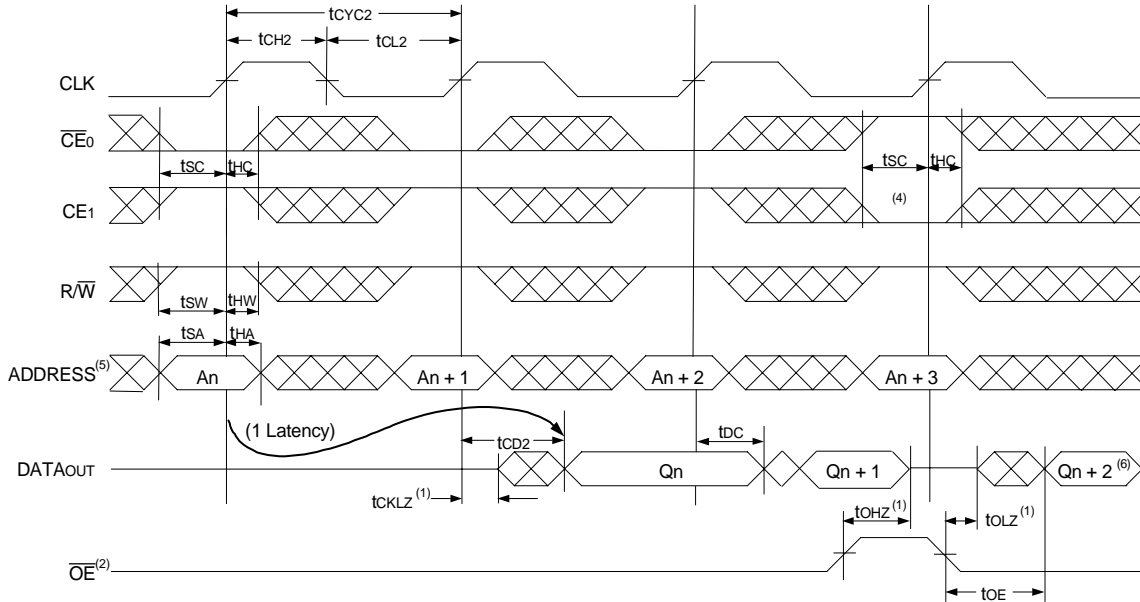 tCYC2
tCH2 tCL2
CLK
CE0
tSC tHC tSC tHC
CE1 (4)
R/W
tSW tHW
tSA tHA
ADDRESS(5) An An + 1 An + 2 An + 3
(1 Latency) tCD2 tDC
DATAOUT Qn Qn + 1 Qn + 2 (6)
tCKLZ (1) tOHZ (1) tOLZ (1)
OE(2)
tOE